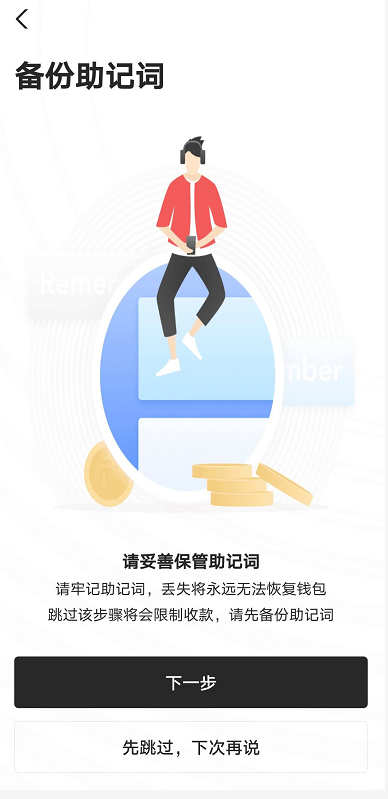 备份助记词
Remem
mber
请妥善保管助记词
请牢记助记词，丢失将永远无法恢复钱包
跳过该步骤将会限制收款，请先备份助记词
下一步
先跳过，下次再说